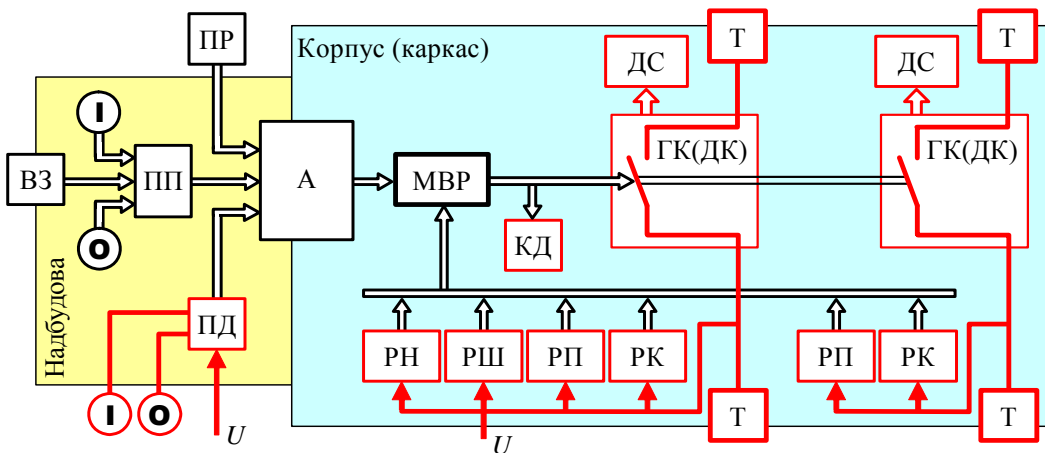 ПР
Корпус (каркас)
Т
Т
ДС
ДС
I
ГК(ДК)
ГК(ДК)
ВЗ
ПП
А
МВР
O
КД
Надбудова
ПД
РН
РШ
РП
РК
РП
РК
I
O
U
U
Т
Т